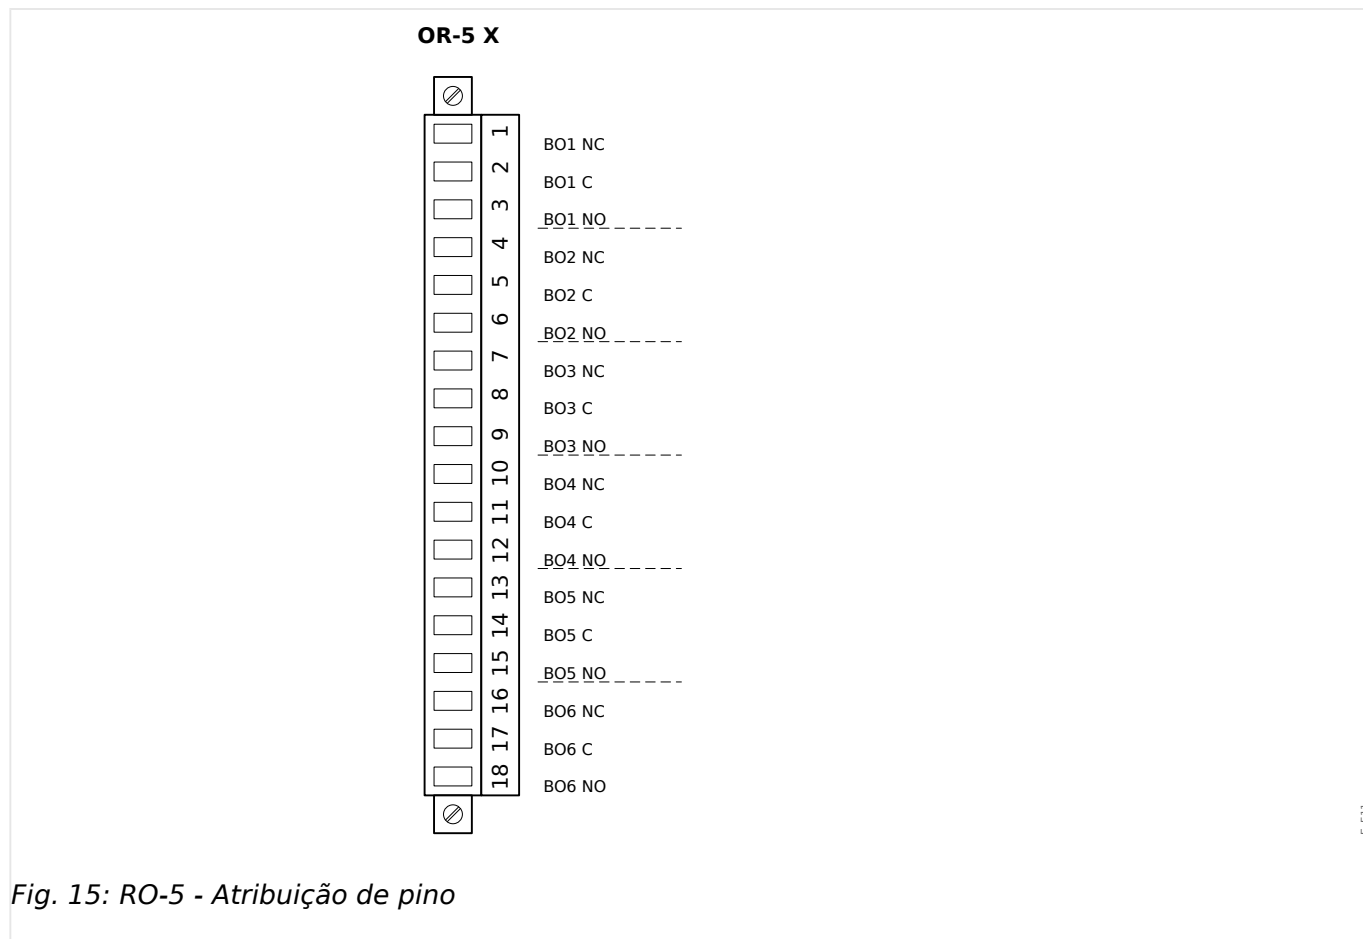 OR-5 X
1 BO1 NC
2 BO1 C
3 BO1 NO
4 BO2 NC
5 BO2 C
6 BO2 NO
7 BO3 NC
8 BO3 C
9 BO3 NO
10 BO4 NC
11 BO4 C
12 BO4 NO
13 BO5 NC
14 BO5 C
15 BO5 NO
16 BO6 NC
17 BO6 C
18 BO6 NO
Fig. 15: RO-5 - Atribuição de pino